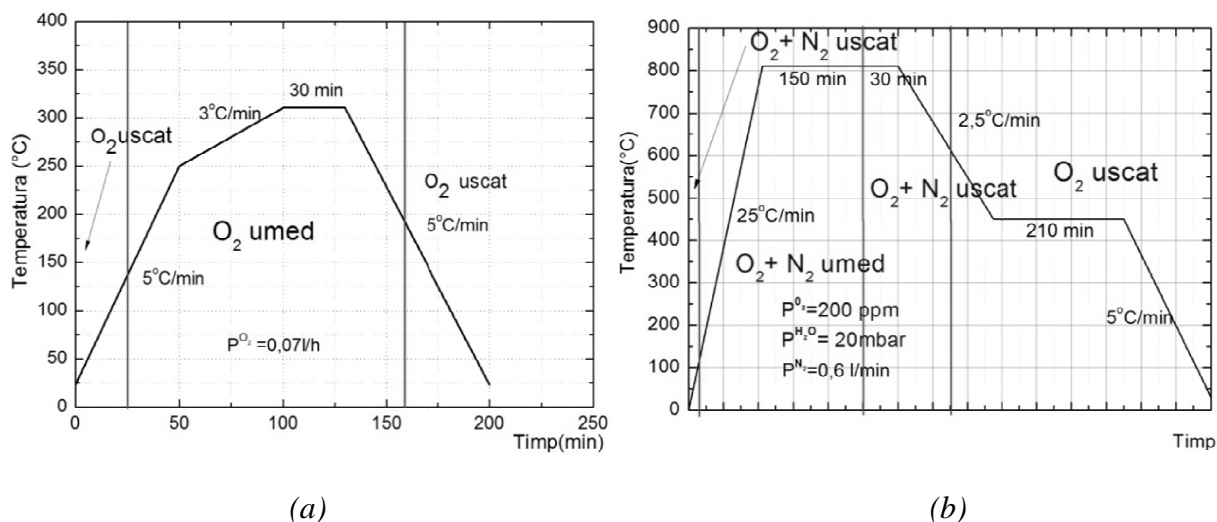 400
350
300
250
200
150
100
50
0
Temperatura (°C)
0 50 100 150 200 250
Timp(min)
O₂uscat
3°C/min
30 min
O₂ uscat
5°C/min
O₂ umed
5°C/min
P^O₂ =0,07l/h
(a)
900
800
700
600
500
400
300
200
100
0
Temperatura(°C)
Timp
O₂+ N₂ uscat
150 min
30 min
2,5°C/min
O₂ uscat
O₂+ N₂ uscat
25°C/min
210 min
O₂+ N₂ umed
P^O₂=200 ppm
P^H₂O= 20mbar
P^N₂=0,6 l/min
5°C/min
(b)